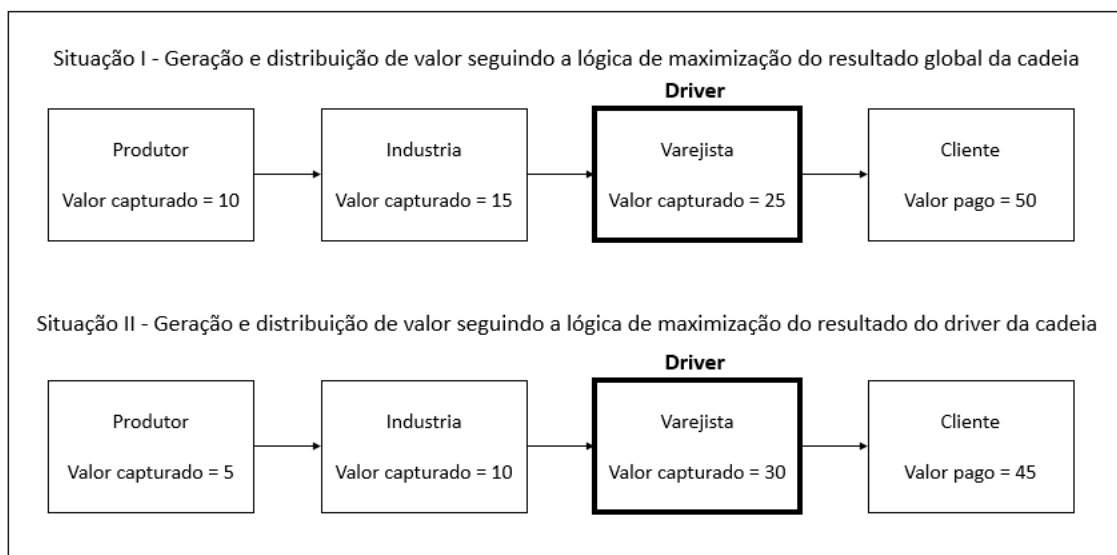 Situação I - Geração e distribuição de valor seguindo a lógica de maximização do resultado global da cadeia
Driver
Produtor
Valor capturado = 10
Industria
Valor capturado = 15
Varejista
Valor capturado = 25
Cliente
Valor pago = 50
Situação II - Geração e distribuição de valor seguindo a lógica de maximização do resultado do driver da cadeia
Driver
Produtor
Valor capturado = 5
Industria
Valor capturado = 10
Varejista
Valor capturado = 30
Cliente
Valor pago = 45